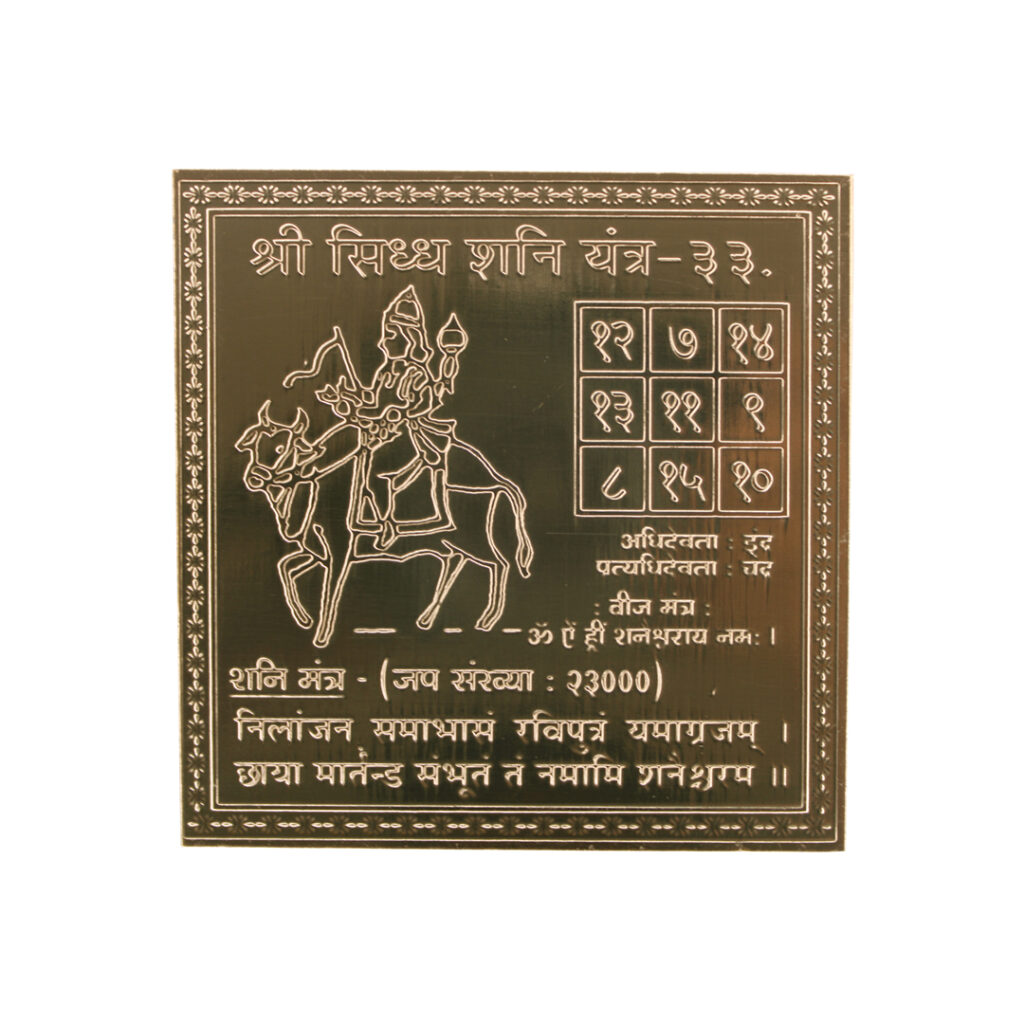 श्री सिध्ध शनि यंत्र - ३३.
१२ ७ १४
१३ ११ ९
८ १५ १०
अधिदेवता : इंद्र
प्रत्यधिदेवता : चंद्र
: बीज मंत्र :
ॐ ऐं ह्रीं शनैश्चराय नमः ।
शनि मंत्र - (जप संख्या : २३०००)
निलांजन समाभासं रविपुत्रं यमाग्रजम् ।
छाया मार्तन्ड संभूतं तं नमामि शनैश्चरम ॥